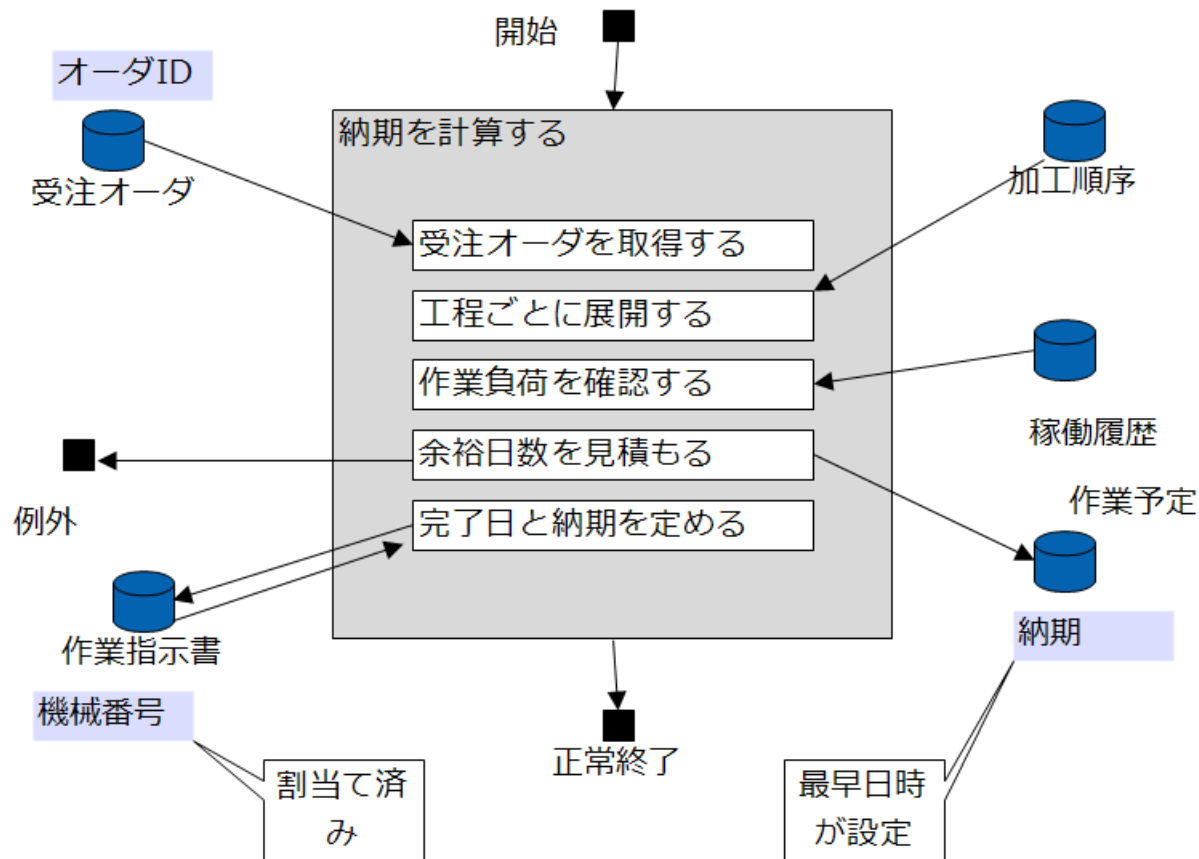 開始
オーダID
受注オーダ
加工順序
納期を計算する
受注オーダを取得する
工程ごとに展開する
作業負荷を確認する
余裕日数を見積もる
完了日と納期を定める
稼働履歴
例外
作業予定
作業指示書
納期
機械番号
正常終了
割当て済
み
最早日時
が設定